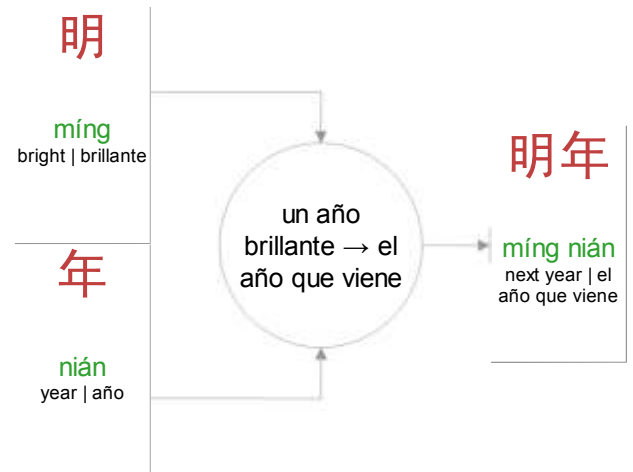 明
míng
bright | brillante
年
nián
year | año
un año
brillante → el
año que viene
明年
míng nián
next year | el
año que viene